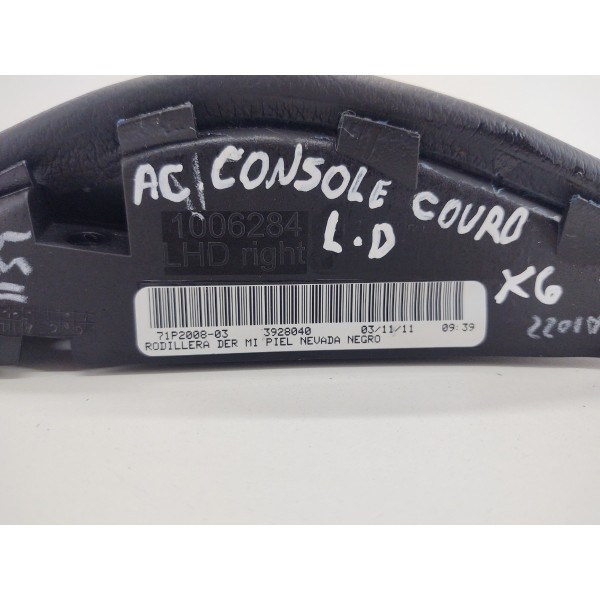 AC/CONSOLE COURD
L.D
X6
1006284
LHD right
71P2008-03 3928040 03/11/11 09:39
RODILLERA DER MI PIEL NEVADA NEGRO